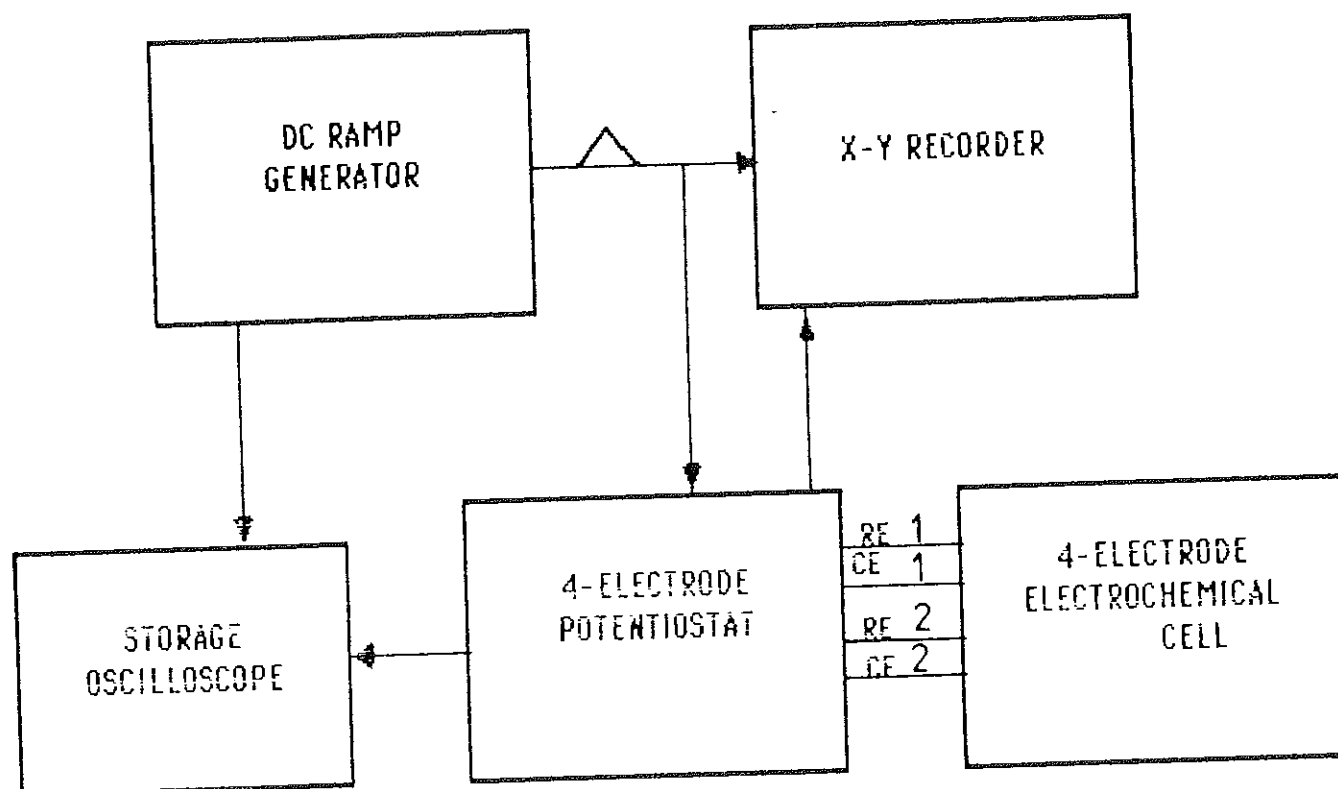 DC RAMP
GENERATOR
X-Y RECORDER
STORAGE
OSCILLOSCOPE
4-ELECTRODE
POTENTIOSTAT
RE 1
CE 1
RE 2
CE 2
4-ELECTRODE
ELECTROCHEMICAL
CELL